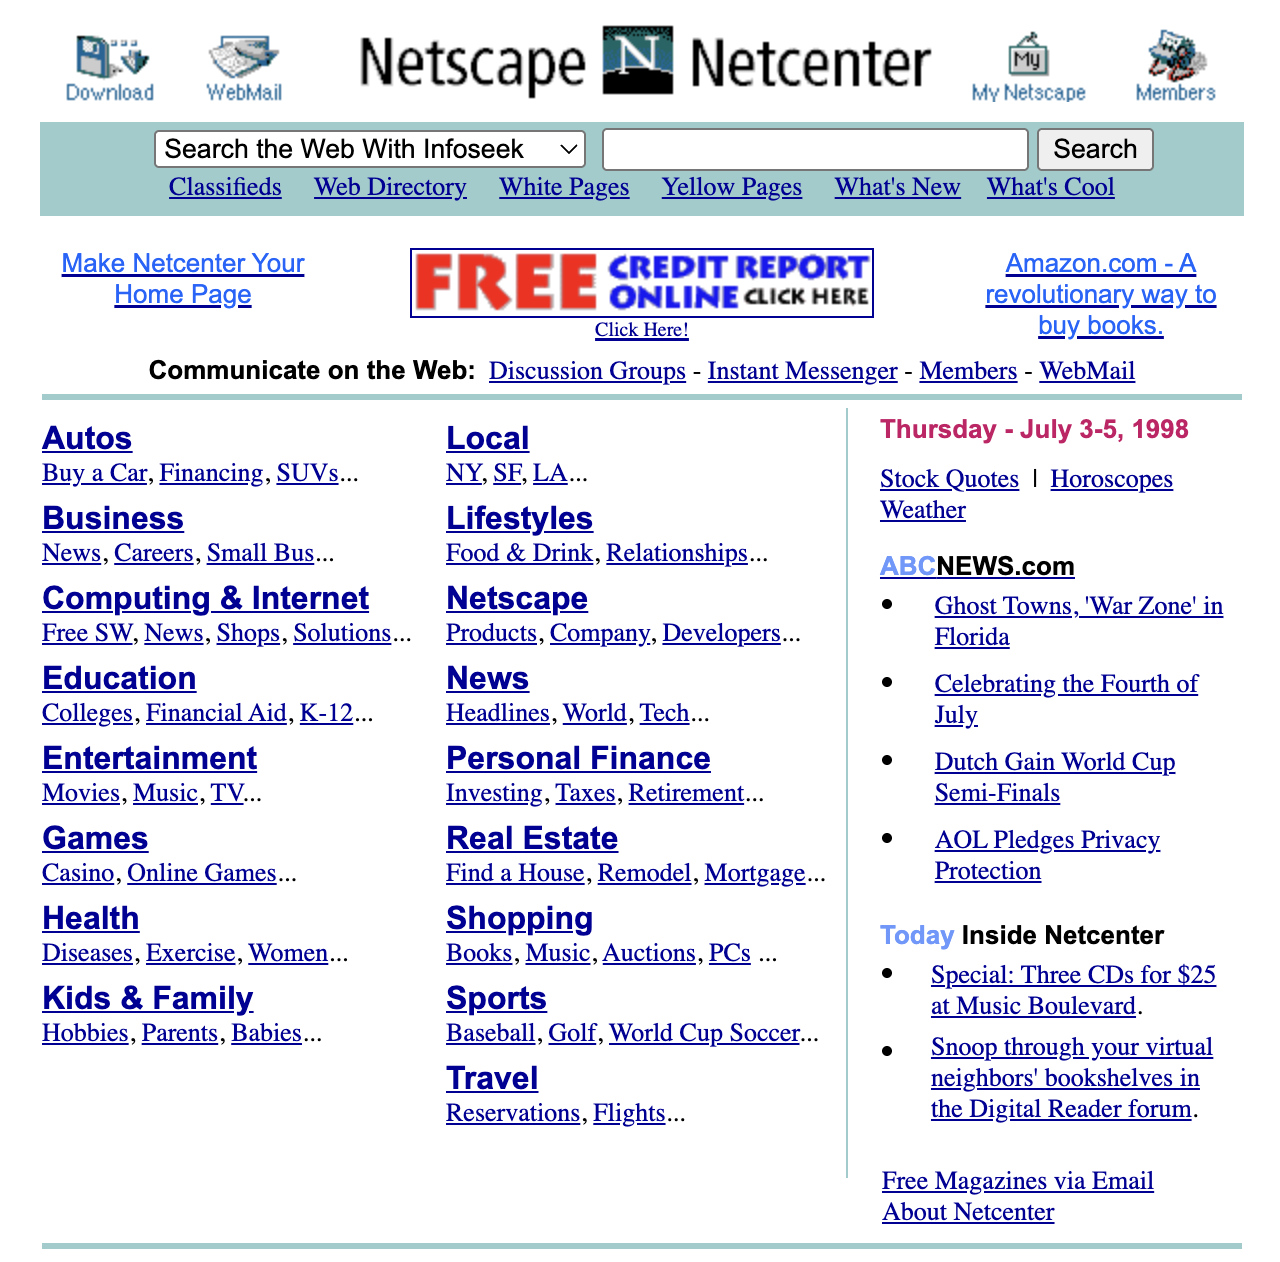 Download
WebMail
Netscape N Netcenter
My
My Netscape
Members
Search the Web With Infoseek
Search
Classifieds Web Directory White Pages Yellow Pages What's New What's Cool
Make Netcenter Your
Home Page
FREE CREDIT REPORT
ONLINE CLICK HERE
Click Here!
Amazon.com - A
revolutionary way to
buy books.
Communicate on the Web: Discussion Groups - Instant Messenger - Members - WebMail
Autos
Buy a Car, Financing, SUVs...
Business
News, Careers, Small Bus...
Computing & Internet
Free SW, News, Shops, Solutions...
Education
Colleges, Financial Aid, K-12...
Entertainment
Movies, Music, TV...
Games
Casino, Online Games...
Health
Diseases, Exercise, Women...
Kids & Family
Hobbies, Parents, Babies...
Local
NY, SF, LA...
Lifestyles
Food & Drink, Relationships...
Netscape
Products, Company, Developers...
News
Headlines, World, Tech...
Personal Finance
Investing, Taxes, Retirement...
Real Estate
Find a House, Remodel, Mortgage...
Shopping
Books, Music, Auctions, PCs ...
Sports
Baseball, Golf, World Cup Soccer...
Travel
Reservations, Flights...
Thursday - July 3-5, 1998
Stock Quotes | Horoscopes
Weather
ABCNEWS.com
• Ghost Towns, 'War Zone' in
Florida
• Celebrating the Fourth of
July
• Dutch Gain World Cup
Semi-Finals
• AOL Pledges Privacy
Protection
Today Inside Netcenter
• Special: Three CDs for $25
at Music Boulevard.
• Snoop through your virtual
neighbors' bookshelves in
the Digital Reader forum.
Free Magazines via Email
About Netcenter